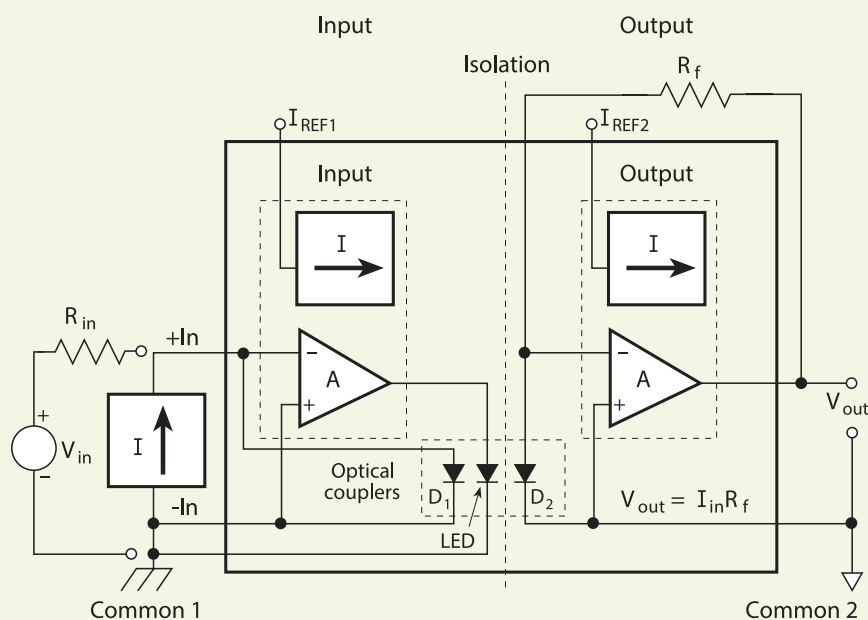 Input
Output
Isolation
R f
I REF1
I REF2
Input
Output
I
I
R in
+In
−
A
+
−
A
+
V out
+
V in
−
I
Optical
couplers
D 1
D 2
V out = I in R f
-In
LED
Common 1
Common 2